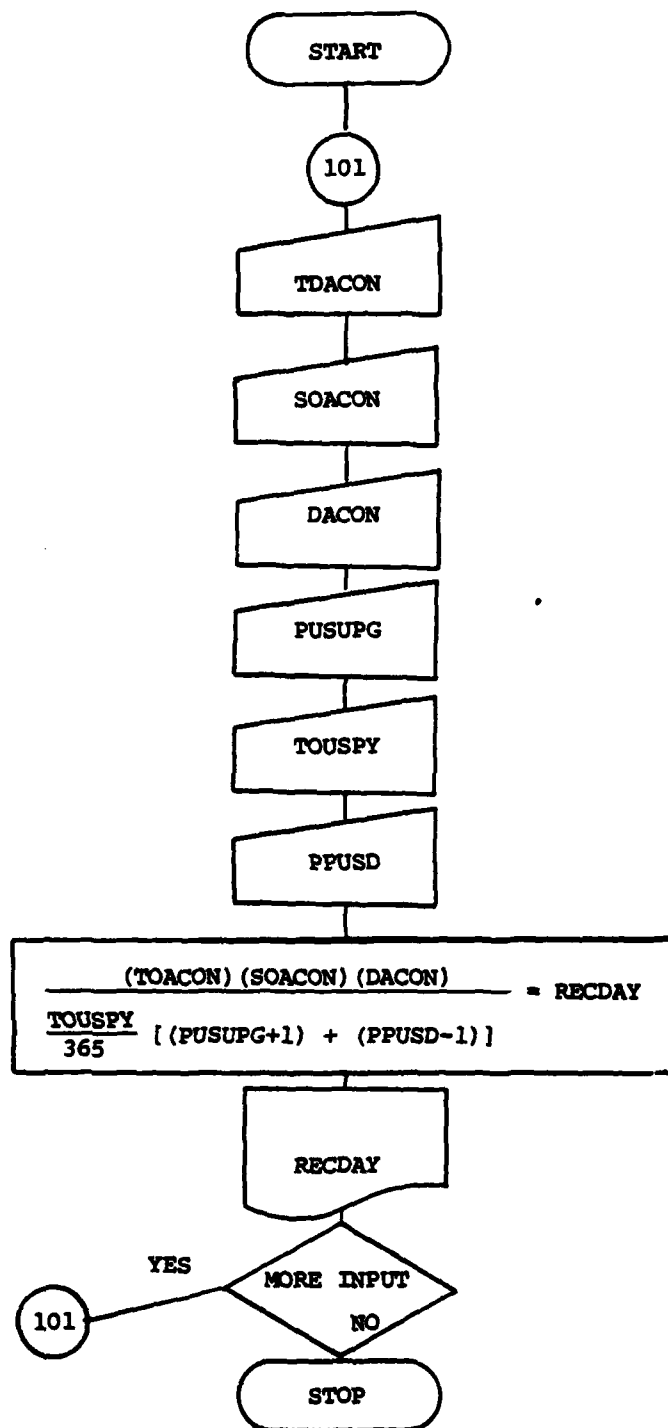 START
101
TDACON
SOACON
DACON
PUSUPG
TOUSPY
PPUSD
(TOACON)(SOACON)(DACON)
= RECDAY
TOUSPY
365
[(PUSUPG+1) + (PPUSD-1)]
RECDAY
YES
MORE INPUT
101
NO
STOP